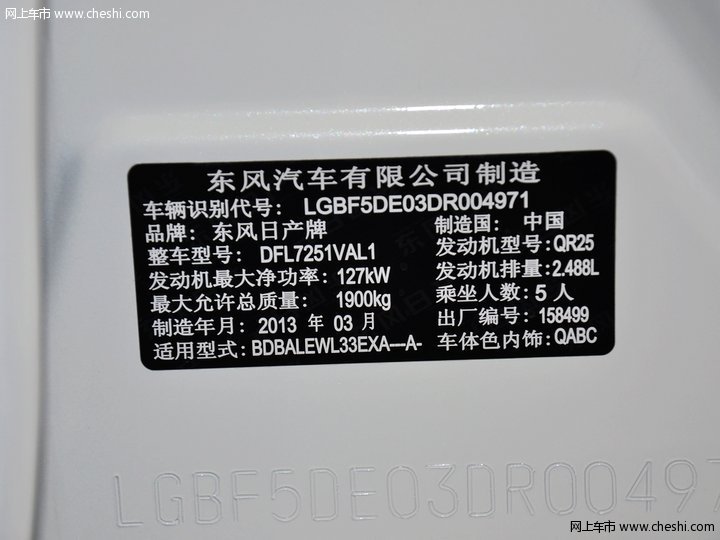 网上车市 www.cheshi.com
东风汽车有限公司制造
车辆识别代号： LGBF5DE03DR004971
品牌： 东风日产牌 制造国： 中国
整车型号： DFL7251VAL1 发动机型号：QR25
发动机最大净功率：127kW 发动机排量：2.488L
最大允许总质量： 1900kg 乘坐人数：5 人
制造年月：2013 年 03 月 出厂编号：158499
适用型式：BDBALEWL33EXA---A- 车体色内饰：QABC
LGBF5DE03DR00497
网上车市 www.cheshi.com